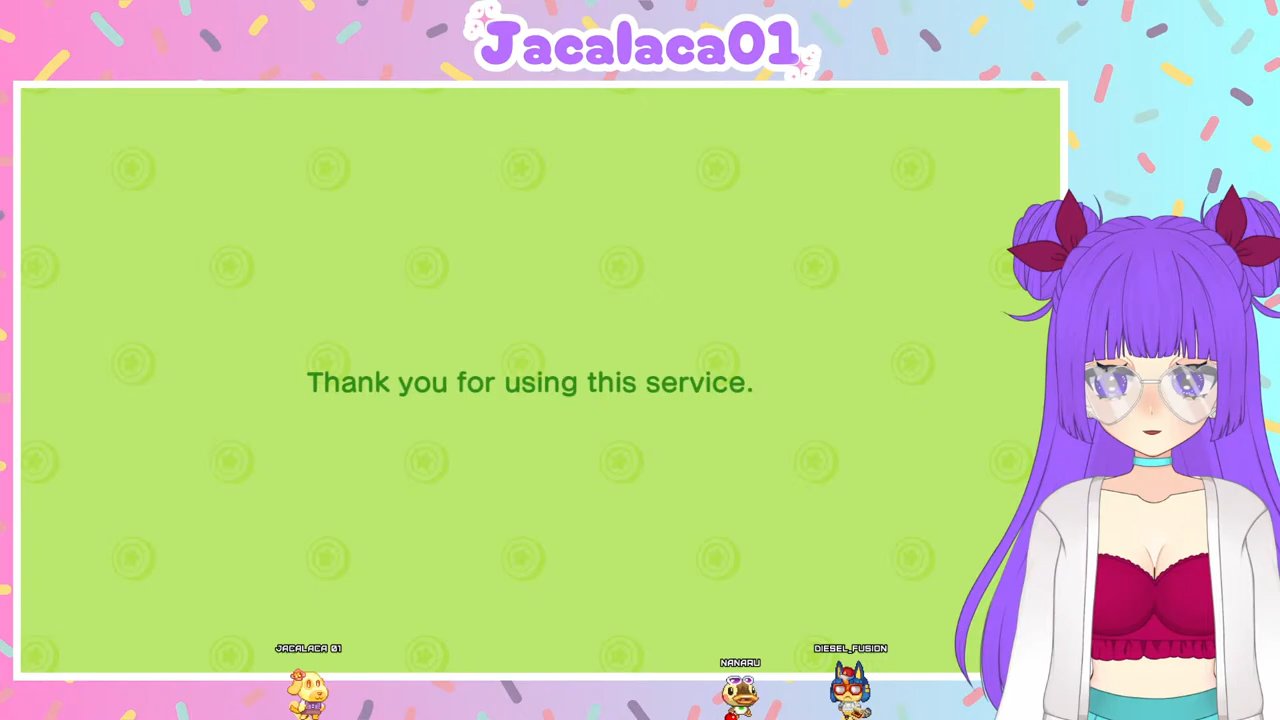 Jacalaca01
Thank you for using this service.
JACALACA 01
NANARU
DIESEL_FUSION